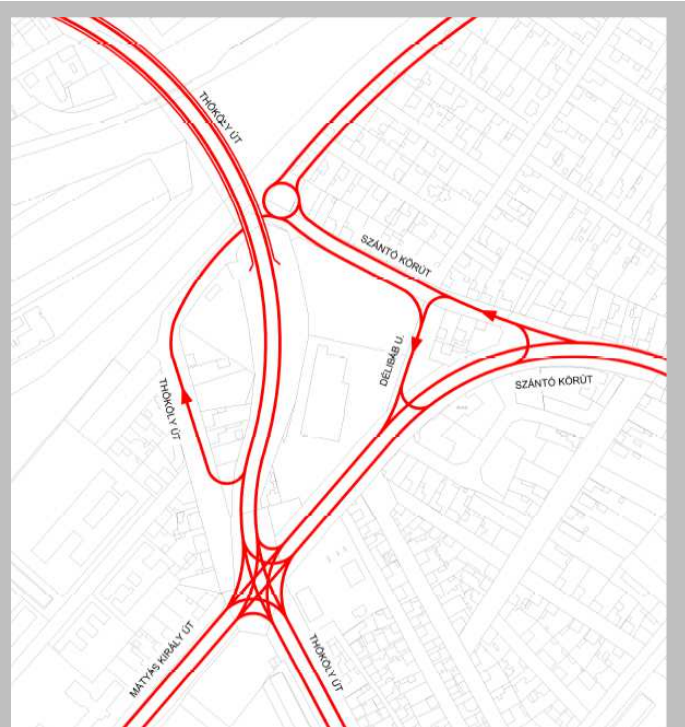 THÖKÖLY ÚT
SZÁNTÓ KÖRÚT
DÉLIBÁB U.
SZÁNTÓ KÖRÚT
THÖKÖLY ÚT
MÁTYÁS KIRÁLY ÚT
THÖKÖLY ÚT